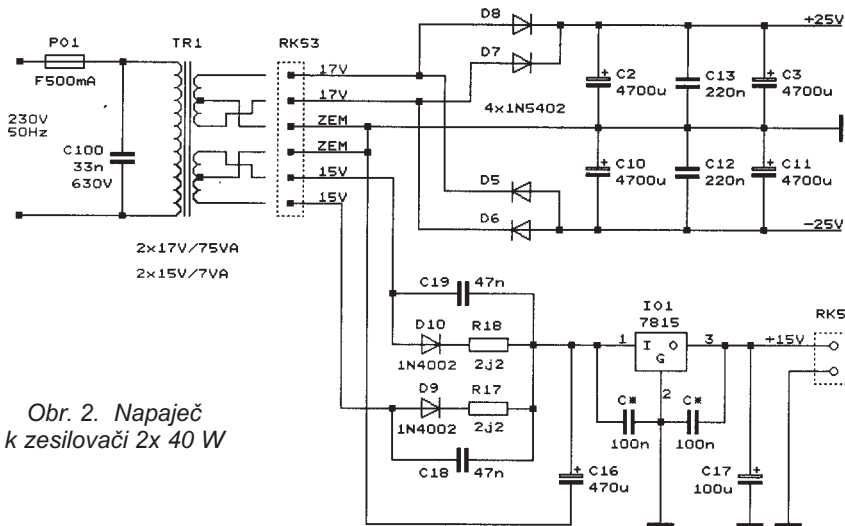 PO1
F500mA
230V
50Hz
C100
33n
630V
TR1
2x17V/75VA
2x15V/7VA
RK53
17V
17V
ZEM
ZEM
15V
15V
D8
D7
4x1N5402
D5
D6
C2
4700u
C13
220n
C3
4700u
C10
4700u
C12
220n
C11
4700u
+25V
-25V
C19
47n
D10
1N4002
R18
2j2
D9
1N4002
R17
2j2
C18
47n
IO1
7815
1
I O
G
3
2
+15V
RK5
C*
100n
C*
100n
C16
470u
C17
100u
Obr. 2. Napaječ
k zesilovači 2x 40 W